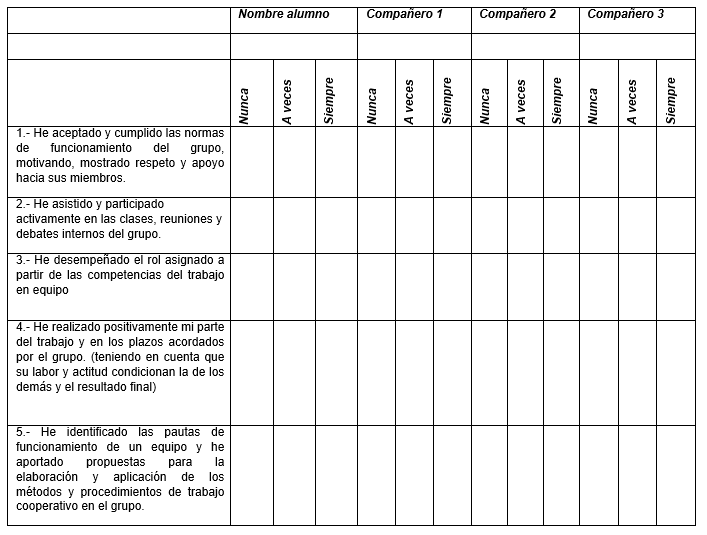 Nombre alumno Compañero 1 Compañero 2 Compañero 3
Nunca A veces Siempre Nunca A veces Siempre Nunca A veces Siempre Nunca A veces Siempre
1.- He aceptado y cumplido las normas
de funcionamiento del grupo,
motivando, mostrado respeto y apoyo
hacia sus miembros.
2.- He asistido y participado
activamente en las clases, reuniones y
debates internos del grupo.
3.- He desempeñado el rol asignado a
partir de las competencias del trabajo
en equipo
4.- He realizado positivamente mi parte
del trabajo y en los plazos acordados
por el grupo. (teniendo en cuenta que
su labor y actitud condicionan la de los
demás y el resultado final)
5.- He identificado las pautas de
funcionamiento de un equipo y he
aportado propuestas para la
elaboración y aplicación de los
métodos y procedimientos de trabajo
cooperativo en el grupo.